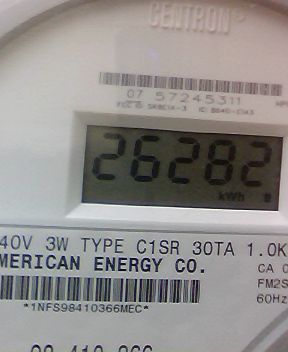 CENTRON
07 57245311
26282
kWh
40V 3W TYPE C1SR 30TA 1.0K
MERICAN ENERGY CO.
CA 0
FM2S
60Hz
*1NFS98410366MEC*